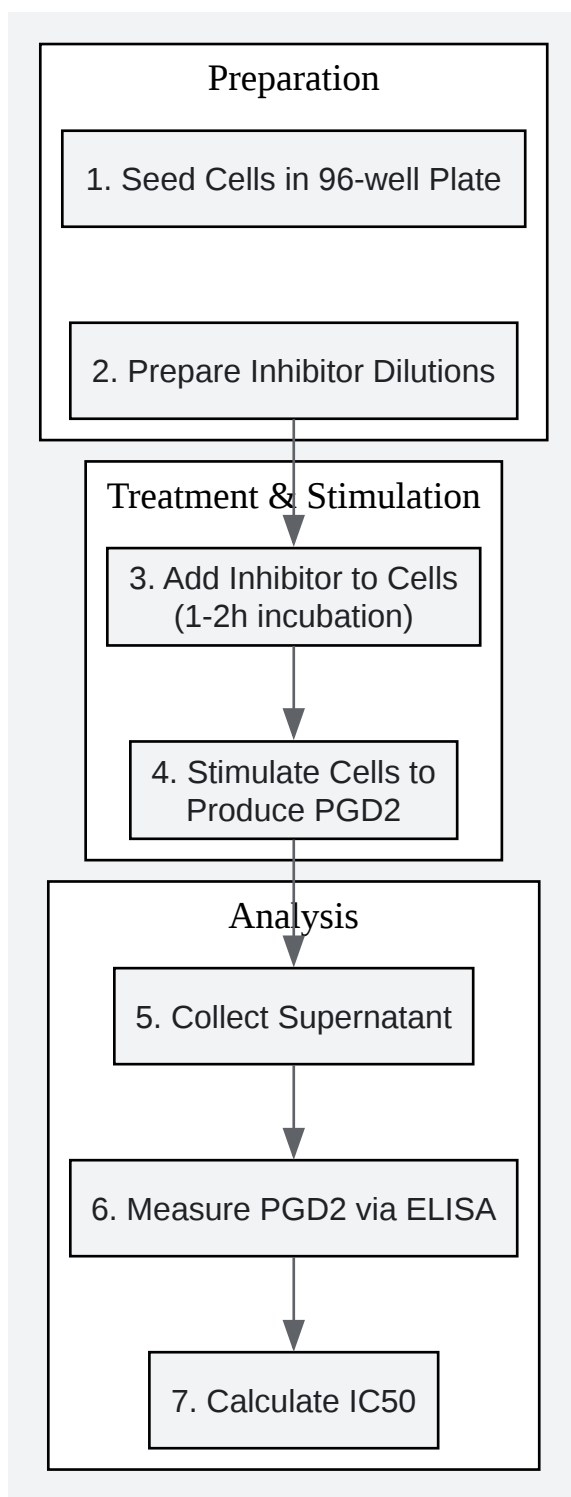 Preparation
1. Seed Cells in 96-well Plate
2. Prepare Inhibitor Dilutions
Treatment & Stimulation
3. Add Inhibitor to Cells
(1-2h incubation)
4. Stimulate Cells to
Produce PGD2
Analysis
5. Collect Supernatant
6. Measure PGD2 via ELISA
7. Calculate IC50